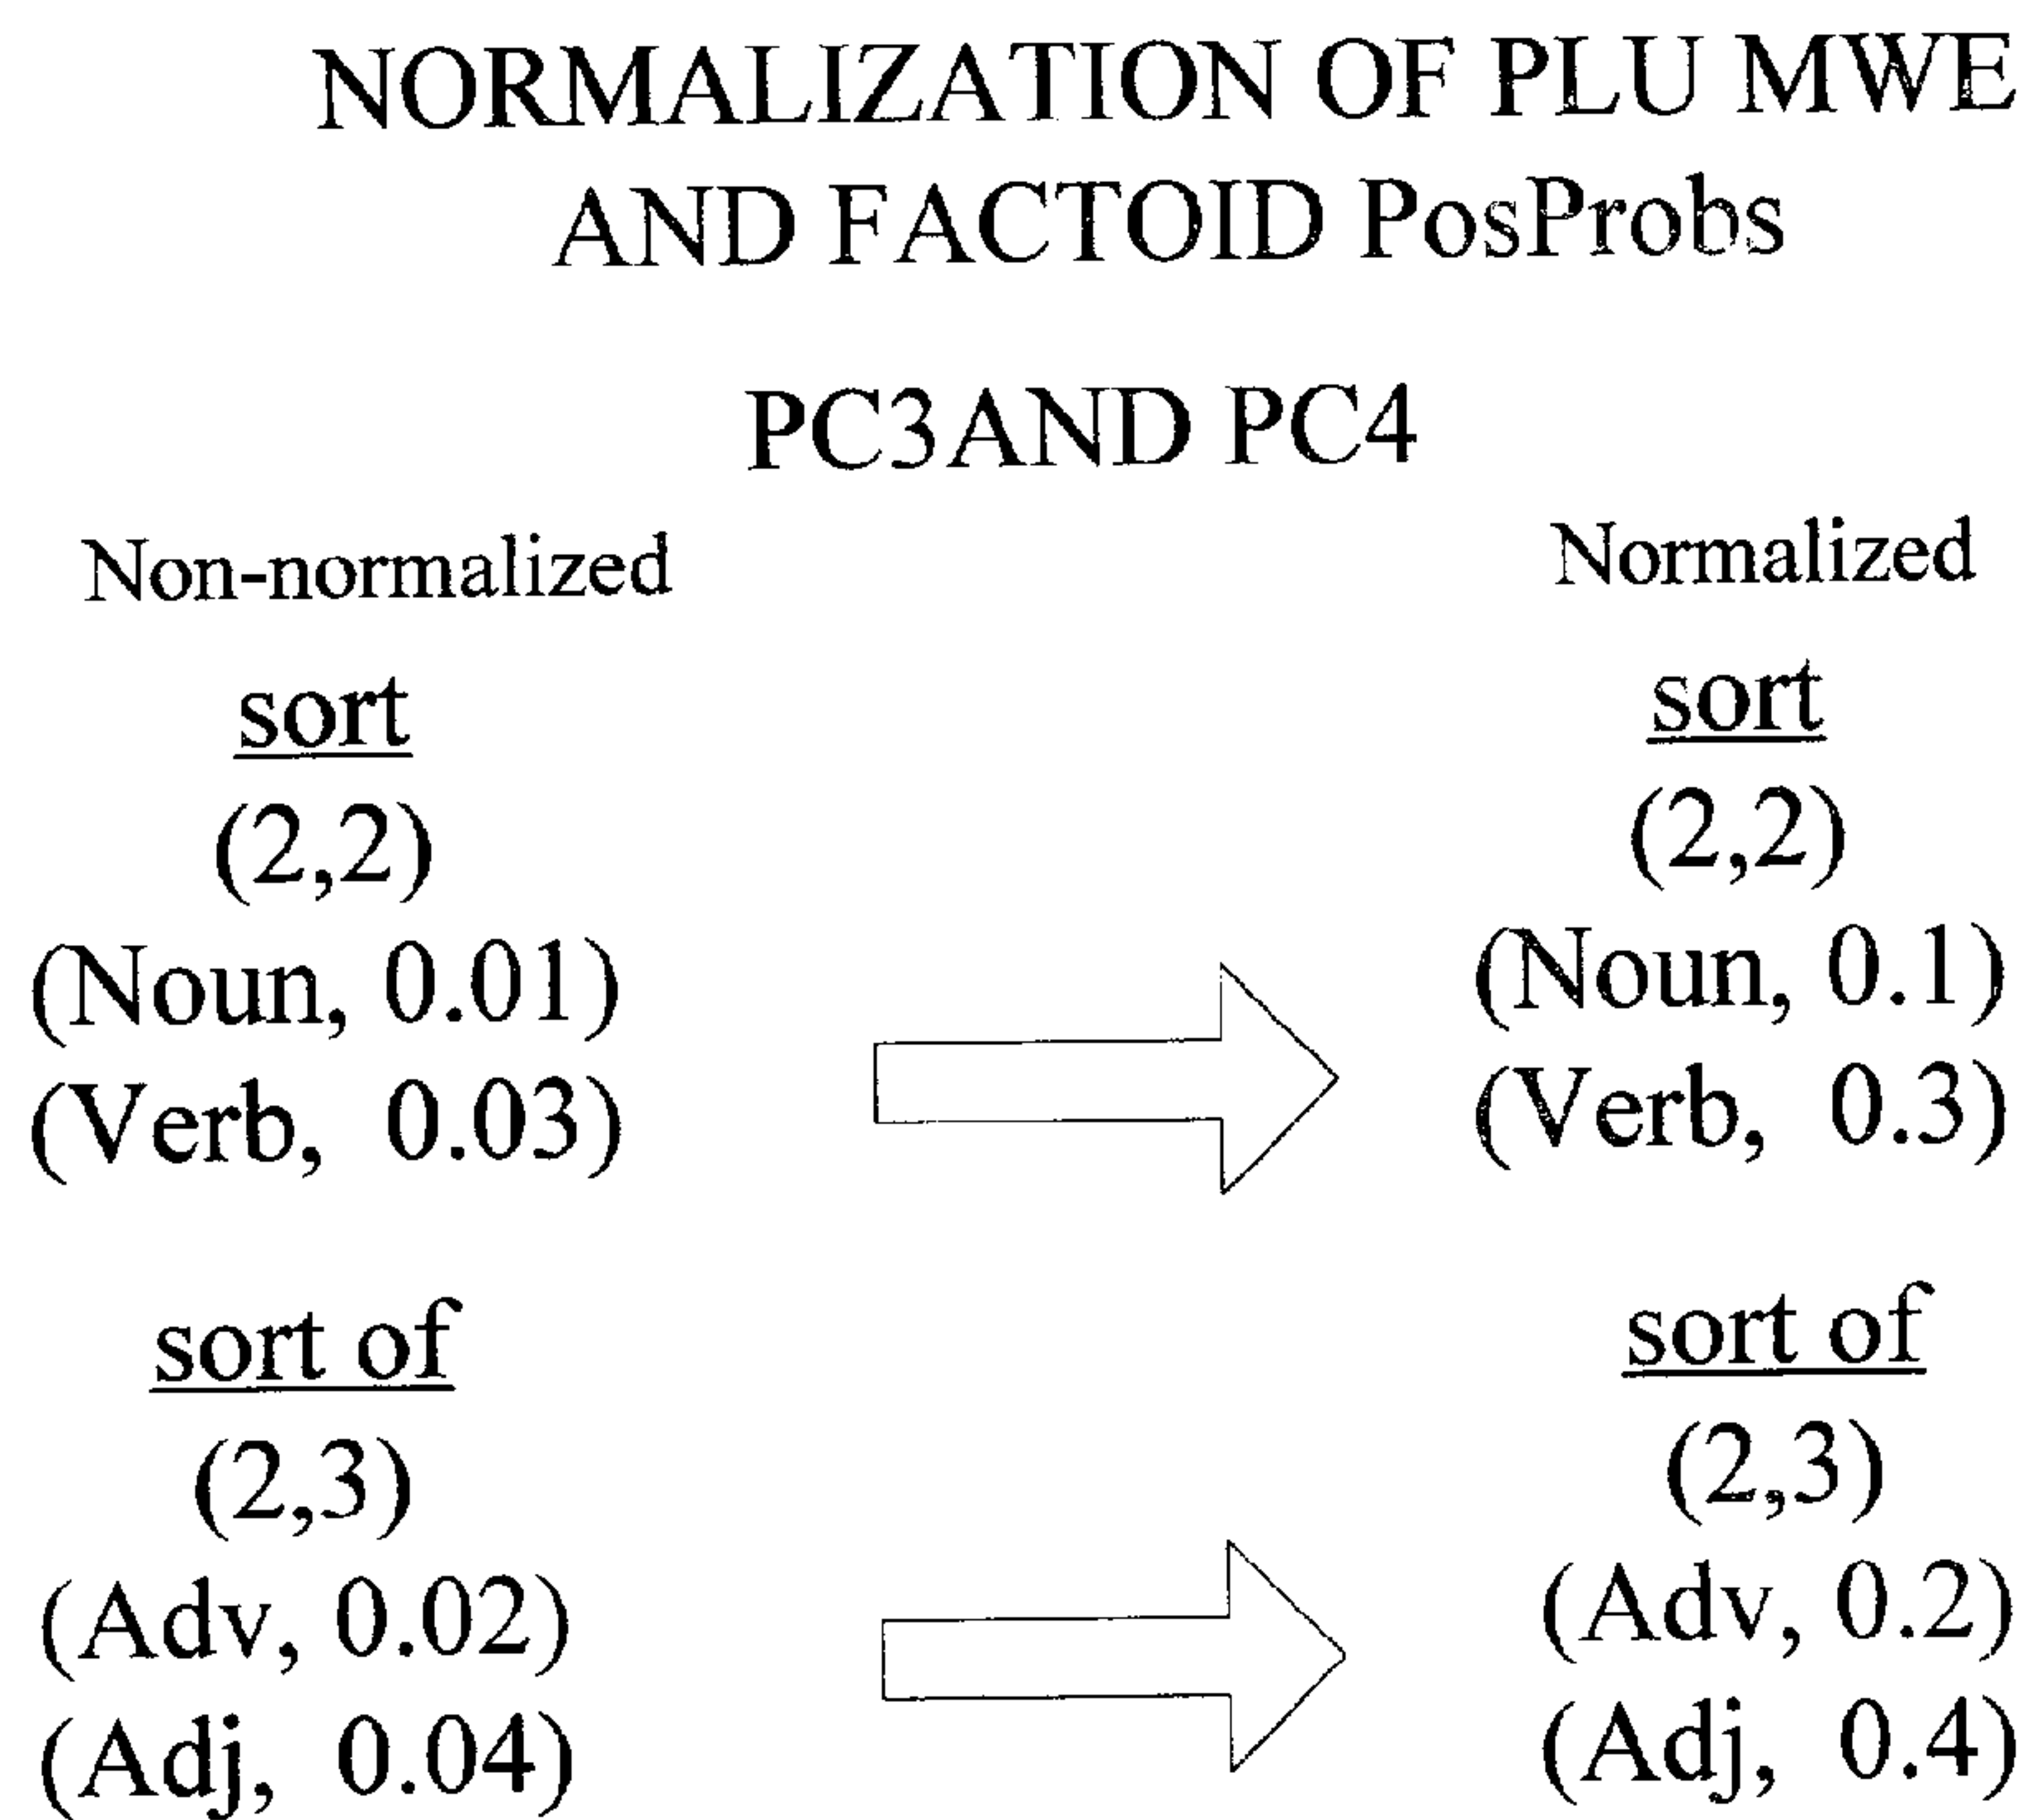 NORMALIZATION OF PLU MWE
AND FACTOID PosProbs
PC3AND PC4
Non-normalized
sort
(2,2)
(Noun, 0.01)
(Verb, 0.03)
sort of
(2,3)
(Adv, 0.02)
(Adj, 0.04)
Normalized
sort
(2,2)
(Noun, 0.1)
(Verb, 0.3)
sort of
(2,3)
(Adv, 0.2)
(Adj, 0.4)